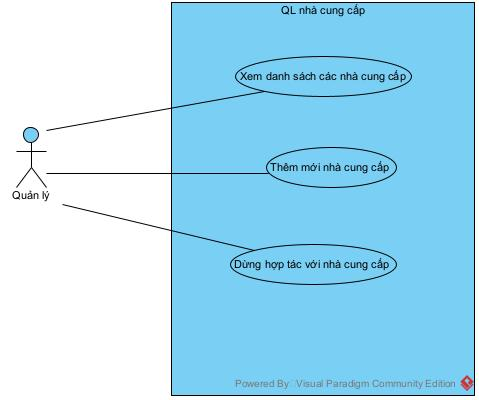 QL nhà cung cấp
Xem danh sách các nhà cung cấp
Thêm mới nhà cung cấp
Quản lý
Dừng hợp tác với nhà cung cấp
Powered By Visual Paradigm Community Edition